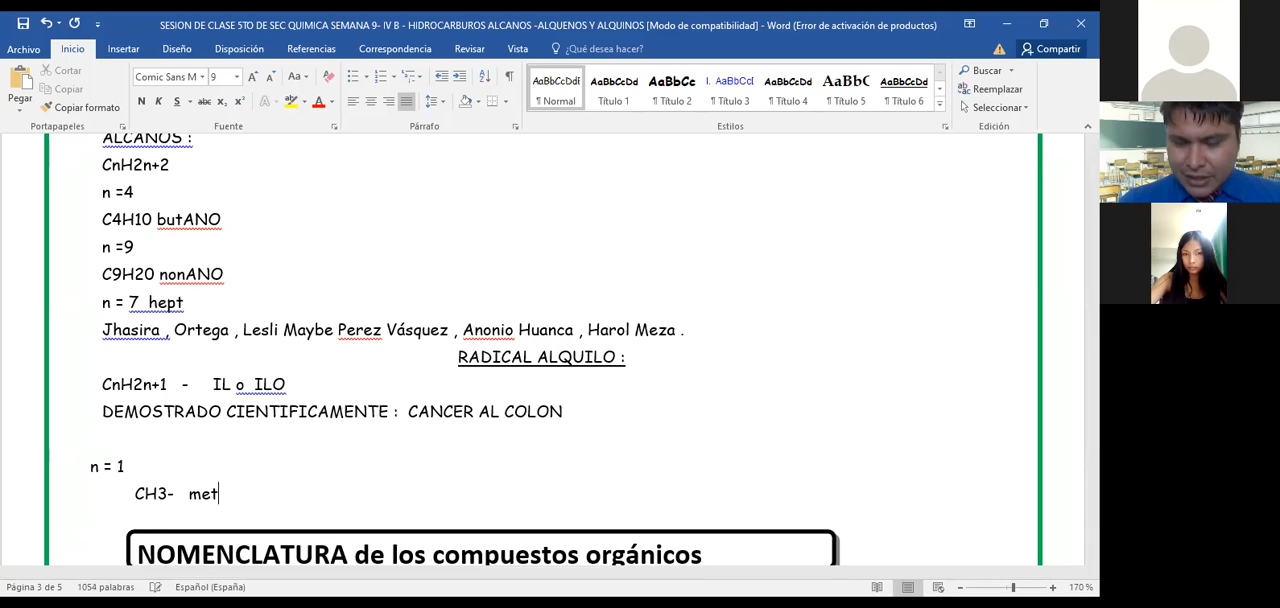 SESION DE CLASE 5TO DE SEC QUIMICA SEMANA 9- IV B - HIDROCARBUROS ALCANOS -ALQUENOS Y ALQUINOS [Modo de compatibilidad] - Word (Error de activación de productos)
Archivo Inicio Insertar Diseño Disposición Referencias Correspondencia Revisar Vista ¿Qué desea hacer? Compartir
Pegar
Cortar
Copiar
Copiar formato
Portapapeles
Comic Sans M 9
N K S abc x₂ x²
Fuente
Párrafo
AaBbCcDdI AaBbCcDd AaBbCc I. AaBbCcI AaBbCcDd AaBbC AaBbCcDd
¶ Normal ¶ Título 1 ¶ Título 2 ¶ Título 3 ¶ Título 4 ¶ Título 5 ¶ Título 6
Estilos
Buscar
Reemplazar
Seleccionar
Edición
ALCANOS :
CnH2n+2
n =4
C4H10 butANO
n =9
C9H20 nonANO
n = 7 hept
Jhasira , Ortega , Lesli Maybe Perez Vásquez , Anonio Huanca , Harol Meza .
RADICAL ALQUILO :
CnH2n+1 - IL o ILO
DEMOSTRADO CIENTIFICAMENTE : CANCER AL COLON
n = 1
CH3- met
NOMENCLATURA de los compuestos orgánicos
Página 3 de 5 1054 palabras Español (España) 170 %